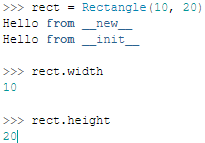 >>> rect = Rectangle(10, 20)
Hello from __new__
Hello from __init__
>>> rect.width
10
>>> rect.height
20